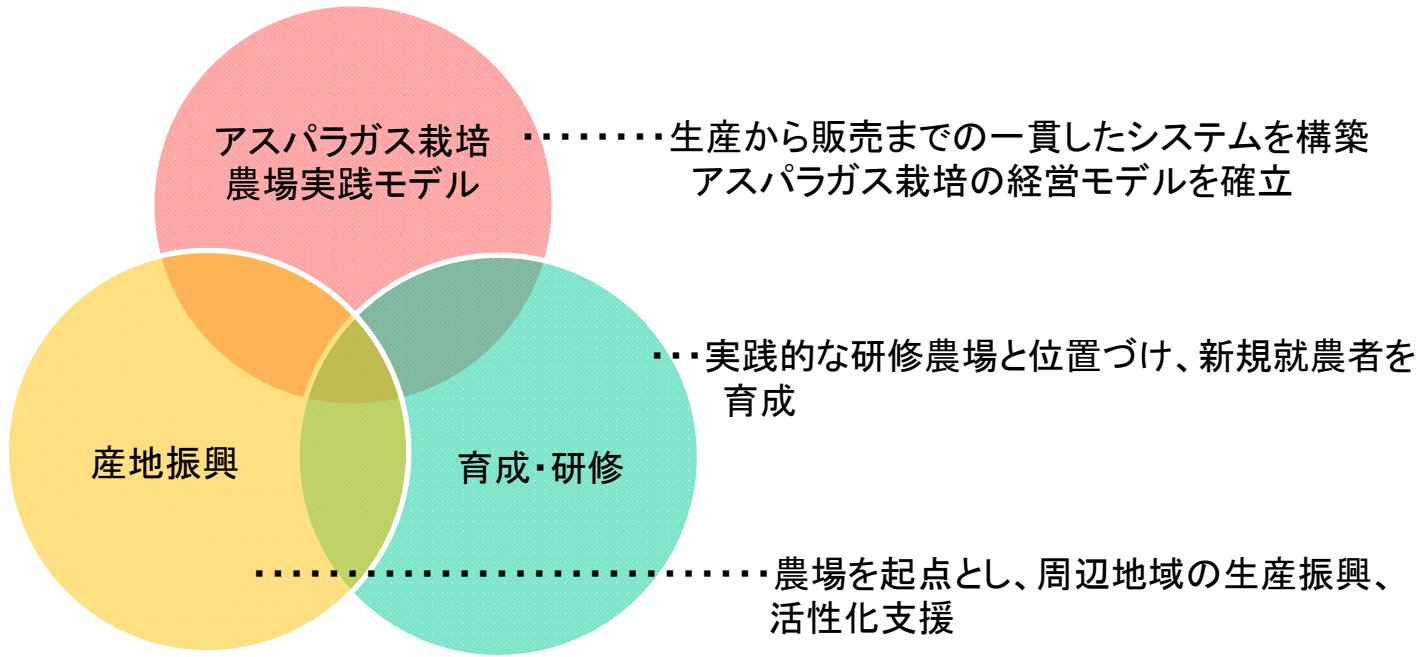 アスパラガス栽培
農場実践モデル
・・・・・・・・生産から販売までの一貫したシステムを構築
アスパラガス栽培の経営モデルを確立
・・・実践的な研修農場と位置づけ、新規就農者を
育成
産地振興
育成・研修
・・・・・・・・・・・・・・・・・・・・・・・・・・農場を起点とし、周辺地域の生産振興、
活性化支援